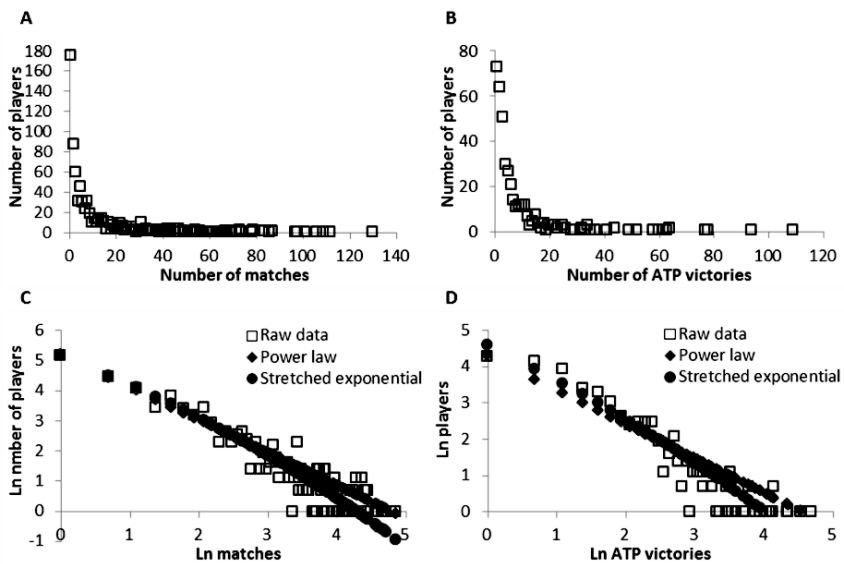 A
Number of players
180
160
140
120
100
80
60
40
20
0
0 20 40 60 80 100 120 140
Number of matches
B
Number of players
80
60
40
20
0
0 20 40 60 80 100 120
Number of ATP victories
C
Ln nmber of players
6
5
4
3
2
1
0
-1
0 1 2 3 4 5
Ln matches
Raw data
Power law
Stretched exponential
D
Ln players
5
4
3
2
1
0
0 1 2 3 4 5
Ln ATP victories
Raw data
Power law
Stretched exponential